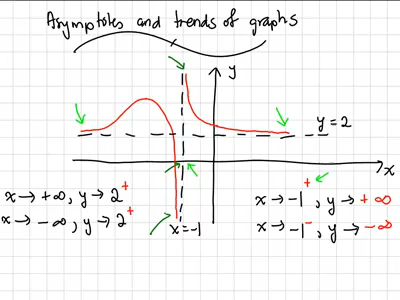 Asymptotes and trends of graphs
y
y = 2
x
x = -1
x → +∞, y → 2⁺
x → -∞, y → 2⁺
x → -1⁺, y → +∞
x → -1⁻, y → -∞